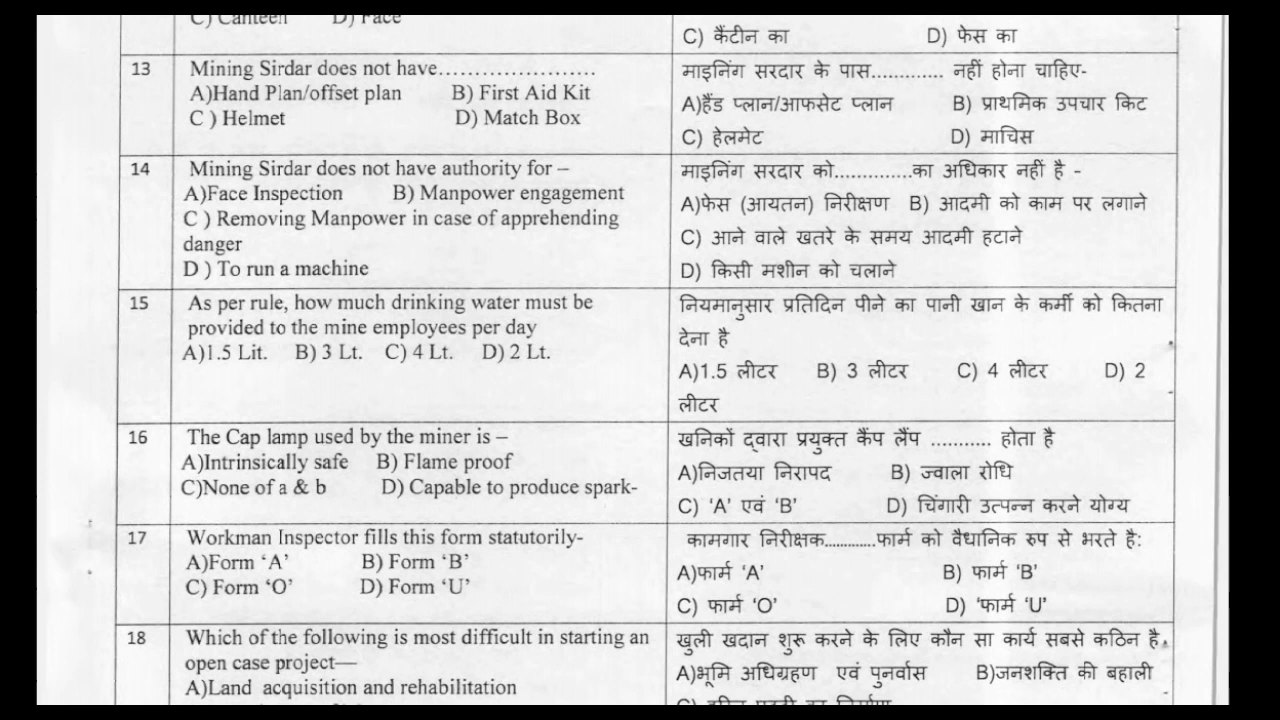 C) Canteen D) Face
C) कैंटीन का D) फेस का
13 Mining Sirdar does not have......................
A)Hand Plan/offset plan B) First Aid Kit
C ) Helmet D) Match Box
माइनिंग सरदार के पास............. नहीं होना चाहिए-
A)हैंड प्लान/आफसेट प्लान B) प्राथमिक उपचार किट
C) हेलमेट D) माचिस
14 Mining Sirdar does not have authority for –
A)Face Inspection B) Manpower engagement
C ) Removing Manpower in case of apprehending
danger
D ) To run a machine
माइनिंग सरदार को..............का अधिकार नहीं है -
A)फेस (आयतन) निरीक्षण B) आदमी को काम पर लगाने
C) आने वाले खतरे के समय आदमी हटाने
D) किसी मशीन को चलाने
15 As per rule, how much drinking water must be
provided to the mine employees per day
A)1.5 Lit. B) 3 Lt. C) 4 Lt. D) 2 Lt.
नियमानुसार प्रतिदिन पीने का पानी खान के कर्मी को कितना
देना है
A)1.5 लीटर B) 3 लीटर C) 4 लीटर D) 2
लीटर
16 The Cap lamp used by the miner is –
A)Intrinsically safe B) Flame proof
C)None of a & b D) Capable to produce spark-
खनिकों द्वारा प्रयुक्त कैंप लैंप ........... होता है
A)निजतया निरापद B) ज्वाला रोधि
C) 'A' एवं 'B' D) चिंगारी उत्पन्न करने योग्य
17 Workman Inspector fills this form statutorily-
A)Form 'A' B) Form 'B'
C) Form 'O' D) Form 'U'
कामगार निरीक्षक.............फार्म को वैधानिक रुप से भरते है:
A)फार्म 'A' B) फार्म 'B'
C) फार्म 'O' D) 'फार्म 'U'
18 Which of the following is most difficult in starting an
open case project—
A)Land acquisition and rehabilitation
खुली खदान शुरू करने के लिए कौन सा कार्य सबसे कठिन है.
A)भूमि अधिग्रहण एवं पुनर्वास B)जनशक्ति की बहाली